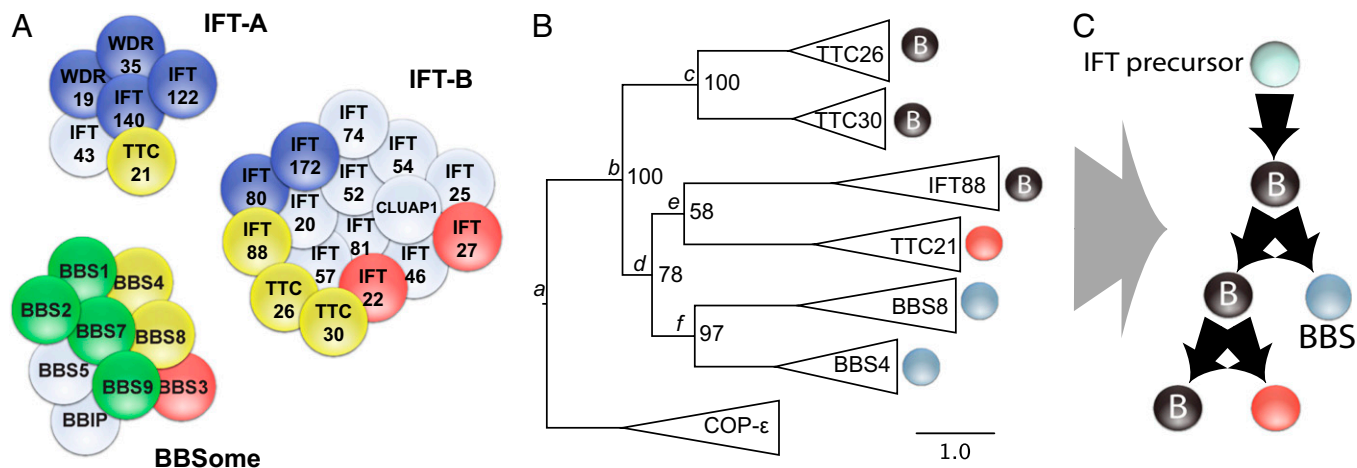 A
IFT-A
WDR
35
WDR
19
IFT
122
IFT
140
IFT
43
TTC
21
IFT-B
IFT
74
IFT
172
IFT
54
IFT
52
IFT
25
IFT
80
CLUAP1
IFT
20
IFT
27
IFT
88
IFT
81
IFT
57
IFT
46
IFT
22
TTC
26
TTC
30
BBS1
BBS4
BBS2
BBS7
BBS8
BBS5
BBS9
BBS3
BBIP
BBSome
B
TTC26
B
c
100
TTC30
B
b
100
IFT88
B
e
58
TTC21
d
78
a
BBS8
f
97
BBS4
COP-ε
1.0
C
IFT precursor
B
B
BBS
B